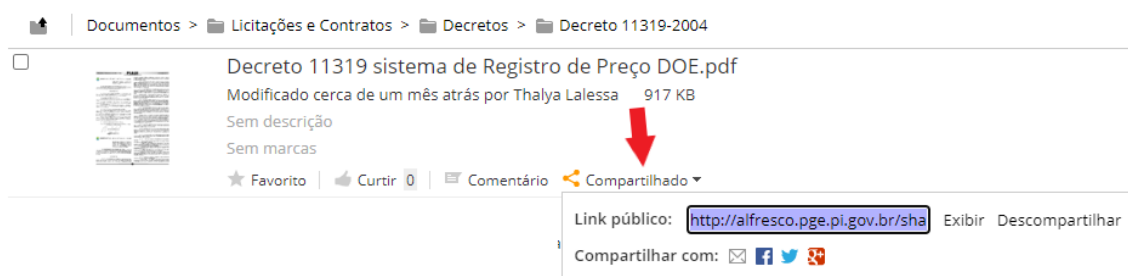 Documentos > Licitações e Contratos > Decretos > Decreto 11319-2004
Decreto 11319 sistema de Registro de Preço DOE.pdf
Modificado cerca de um mês atrás por Thalya Lalessa 917 KB
Sem descrição
Sem marcas
Favorito Curtir 0 Comentário Compartilhado
Link público: http://alfresco.pge.pi.gov.br/sha Exibir Descompartilhar
Compartilhar com: